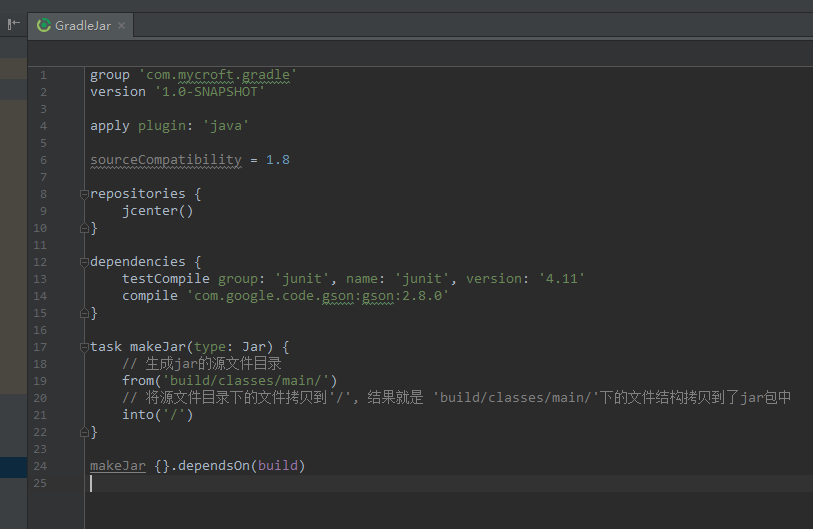 GradleJar
1 group 'com.mycroft.gradle'
2 version '1.0-SNAPSHOT'
3
4 apply plugin: 'java'
5
6 sourceCompatibility = 1.8
7
8 repositories {
9     jcenter()
10 }
11
12 dependencies {
13     testCompile group: 'junit', name: 'junit', version: '4.11'
14     compile 'com.google.code.gson:gson:2.8.0'
15 }
16
17 task makeJar(type: Jar) {
18     // 生成jar的源文件目录
19     from('build/classes/main/')
20     // 将源文件目录下的文件拷贝到'/', 结果就是 'build/classes/main/'下的文件结构拷贝到了jar包中
21     into('/')
22 }
23
24 makeJar {}.dependsOn(build)
25